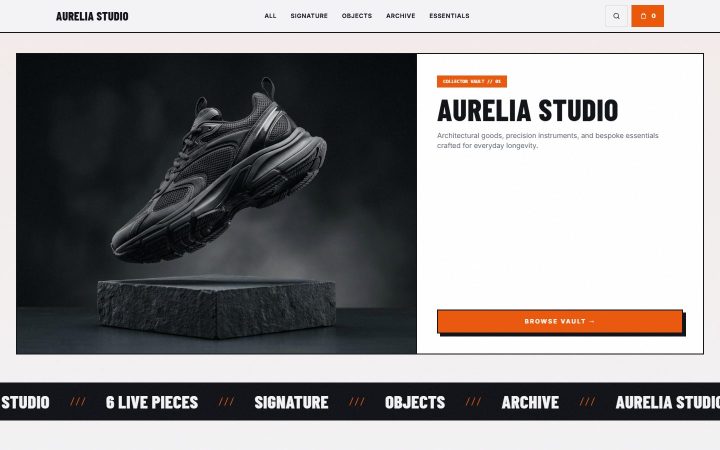 AURELIA STUDIO
ALL SIGNATURE OBJECTS ARCHIVE ESSENTIALS
0
COLLECTOR VAULT // 01
AURELIA STUDIO
Architectural goods, precision instruments, and bespoke essentials
crafted for everyday longevity.
BROWSE VAULT →
STUDIO /// 6 LIVE PIECES /// SIGNATURE /// OBJECTS /// ARCHIVE /// AURELIA STUDIO